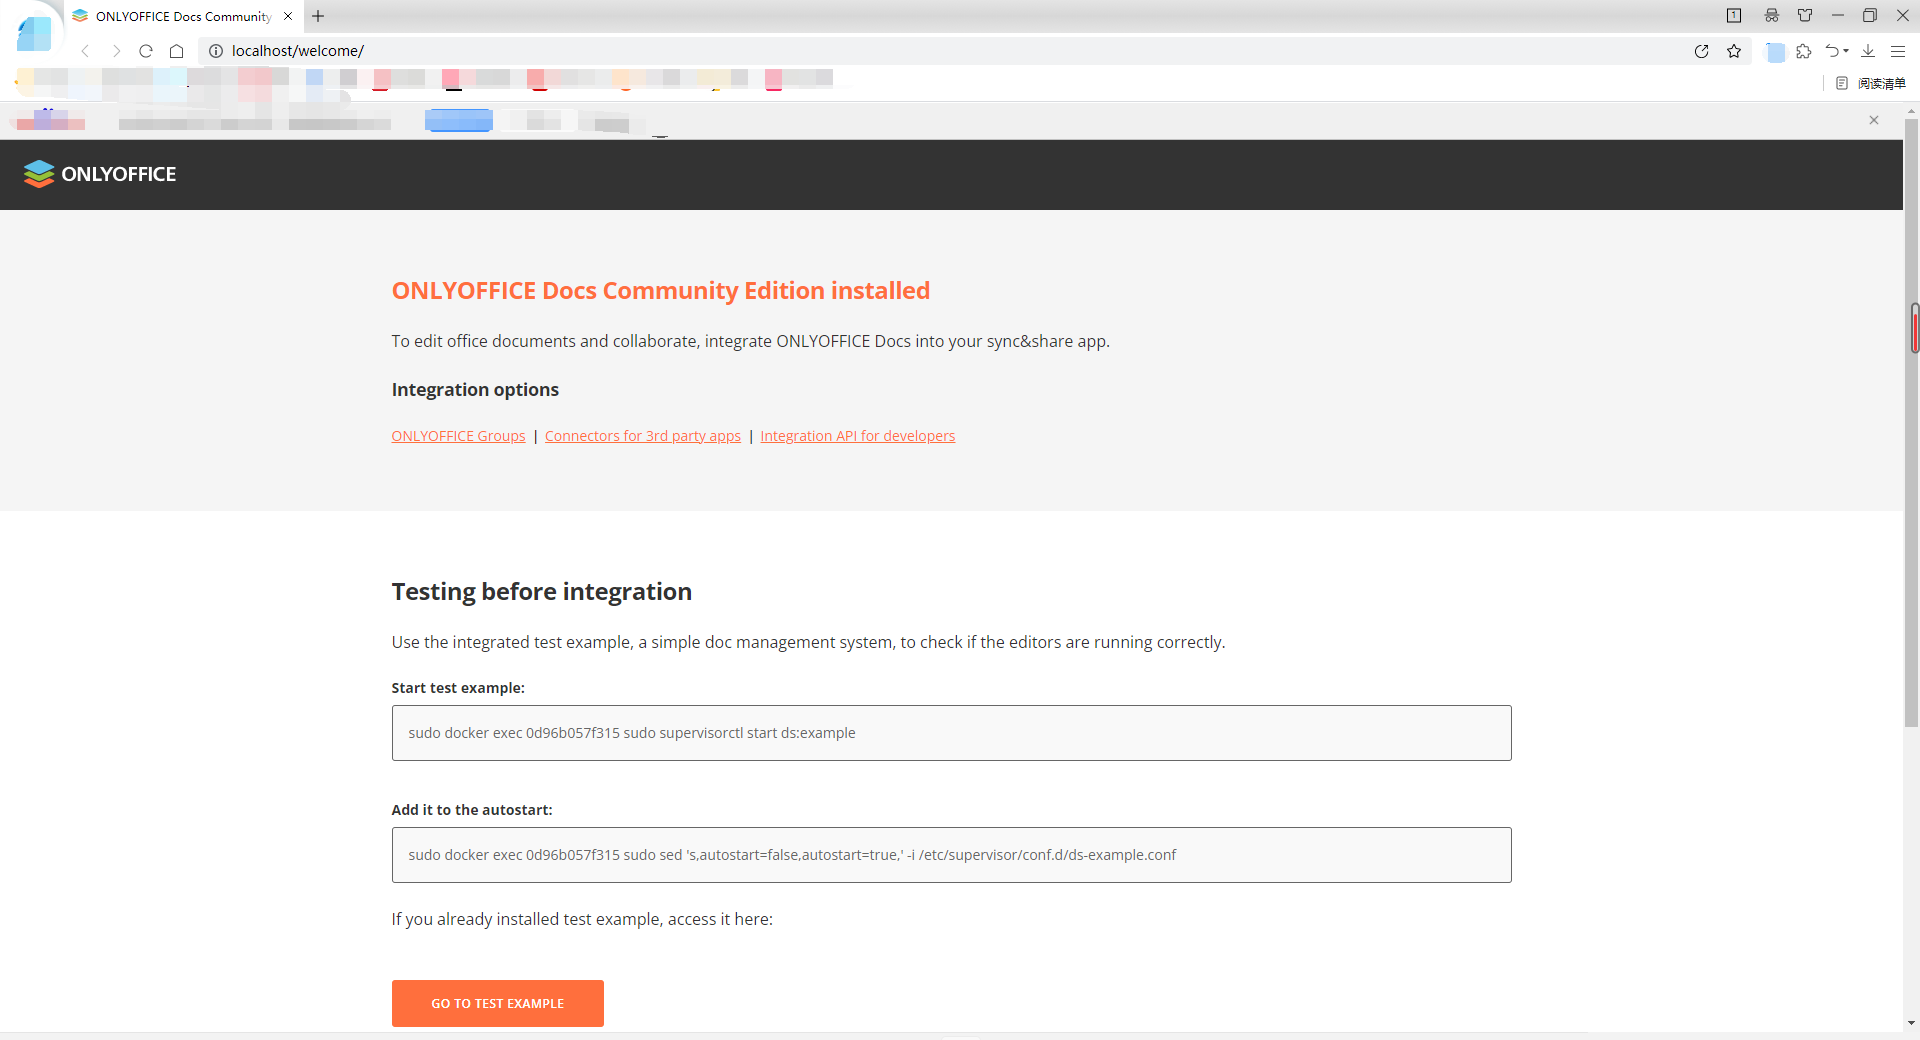 ONLYOFFICE Docs Community
1
localhost/welcome/
阅读清单
ONLYOFFICE
ONLYOFFICE Docs Community Edition installed
To edit office documents and collaborate, integrate ONLYOFFICE Docs into your sync&share app.
Integration options
ONLYOFFICE Groups | Connectors for 3rd party apps | Integration API for developers
Testing before integration
Use the integrated test example, a simple doc management system, to check if the editors are running correctly.
Start test example:
sudo docker exec 0d96b057f315 sudo supervisorctl start ds:example
Add it to the autostart:
sudo docker exec 0d96b057f315 sudo sed 's,autostart=false,autostart=true,' -i /etc/supervisor/conf.d/ds-example.conf
If you already installed test example, access it here:
GO TO TEST EXAMPLE